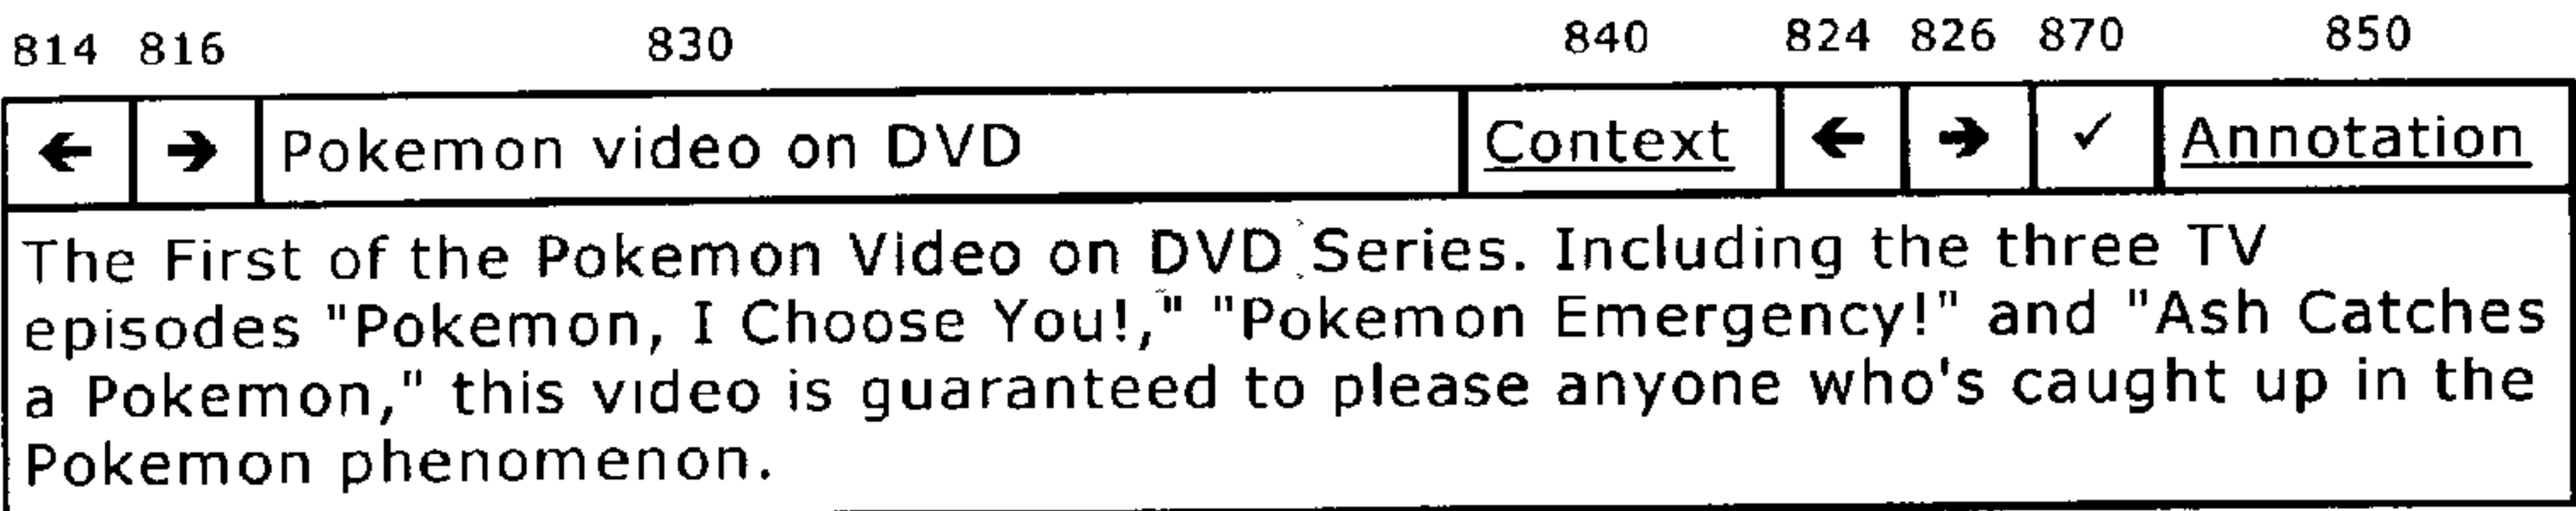 814 816 830 840 824 826 870 850
← → Pokemon video on DVD Context ← → ✓ Annotation
The First of the Pokemon Video on DVD Series. Including the three TV
episodes "Pokemon, I Choose You!," "Pokemon Emergency!" and "Ash Catches
a Pokemon," this video is guaranteed to please anyone who's caught up in the
Pokemon phenomenon.